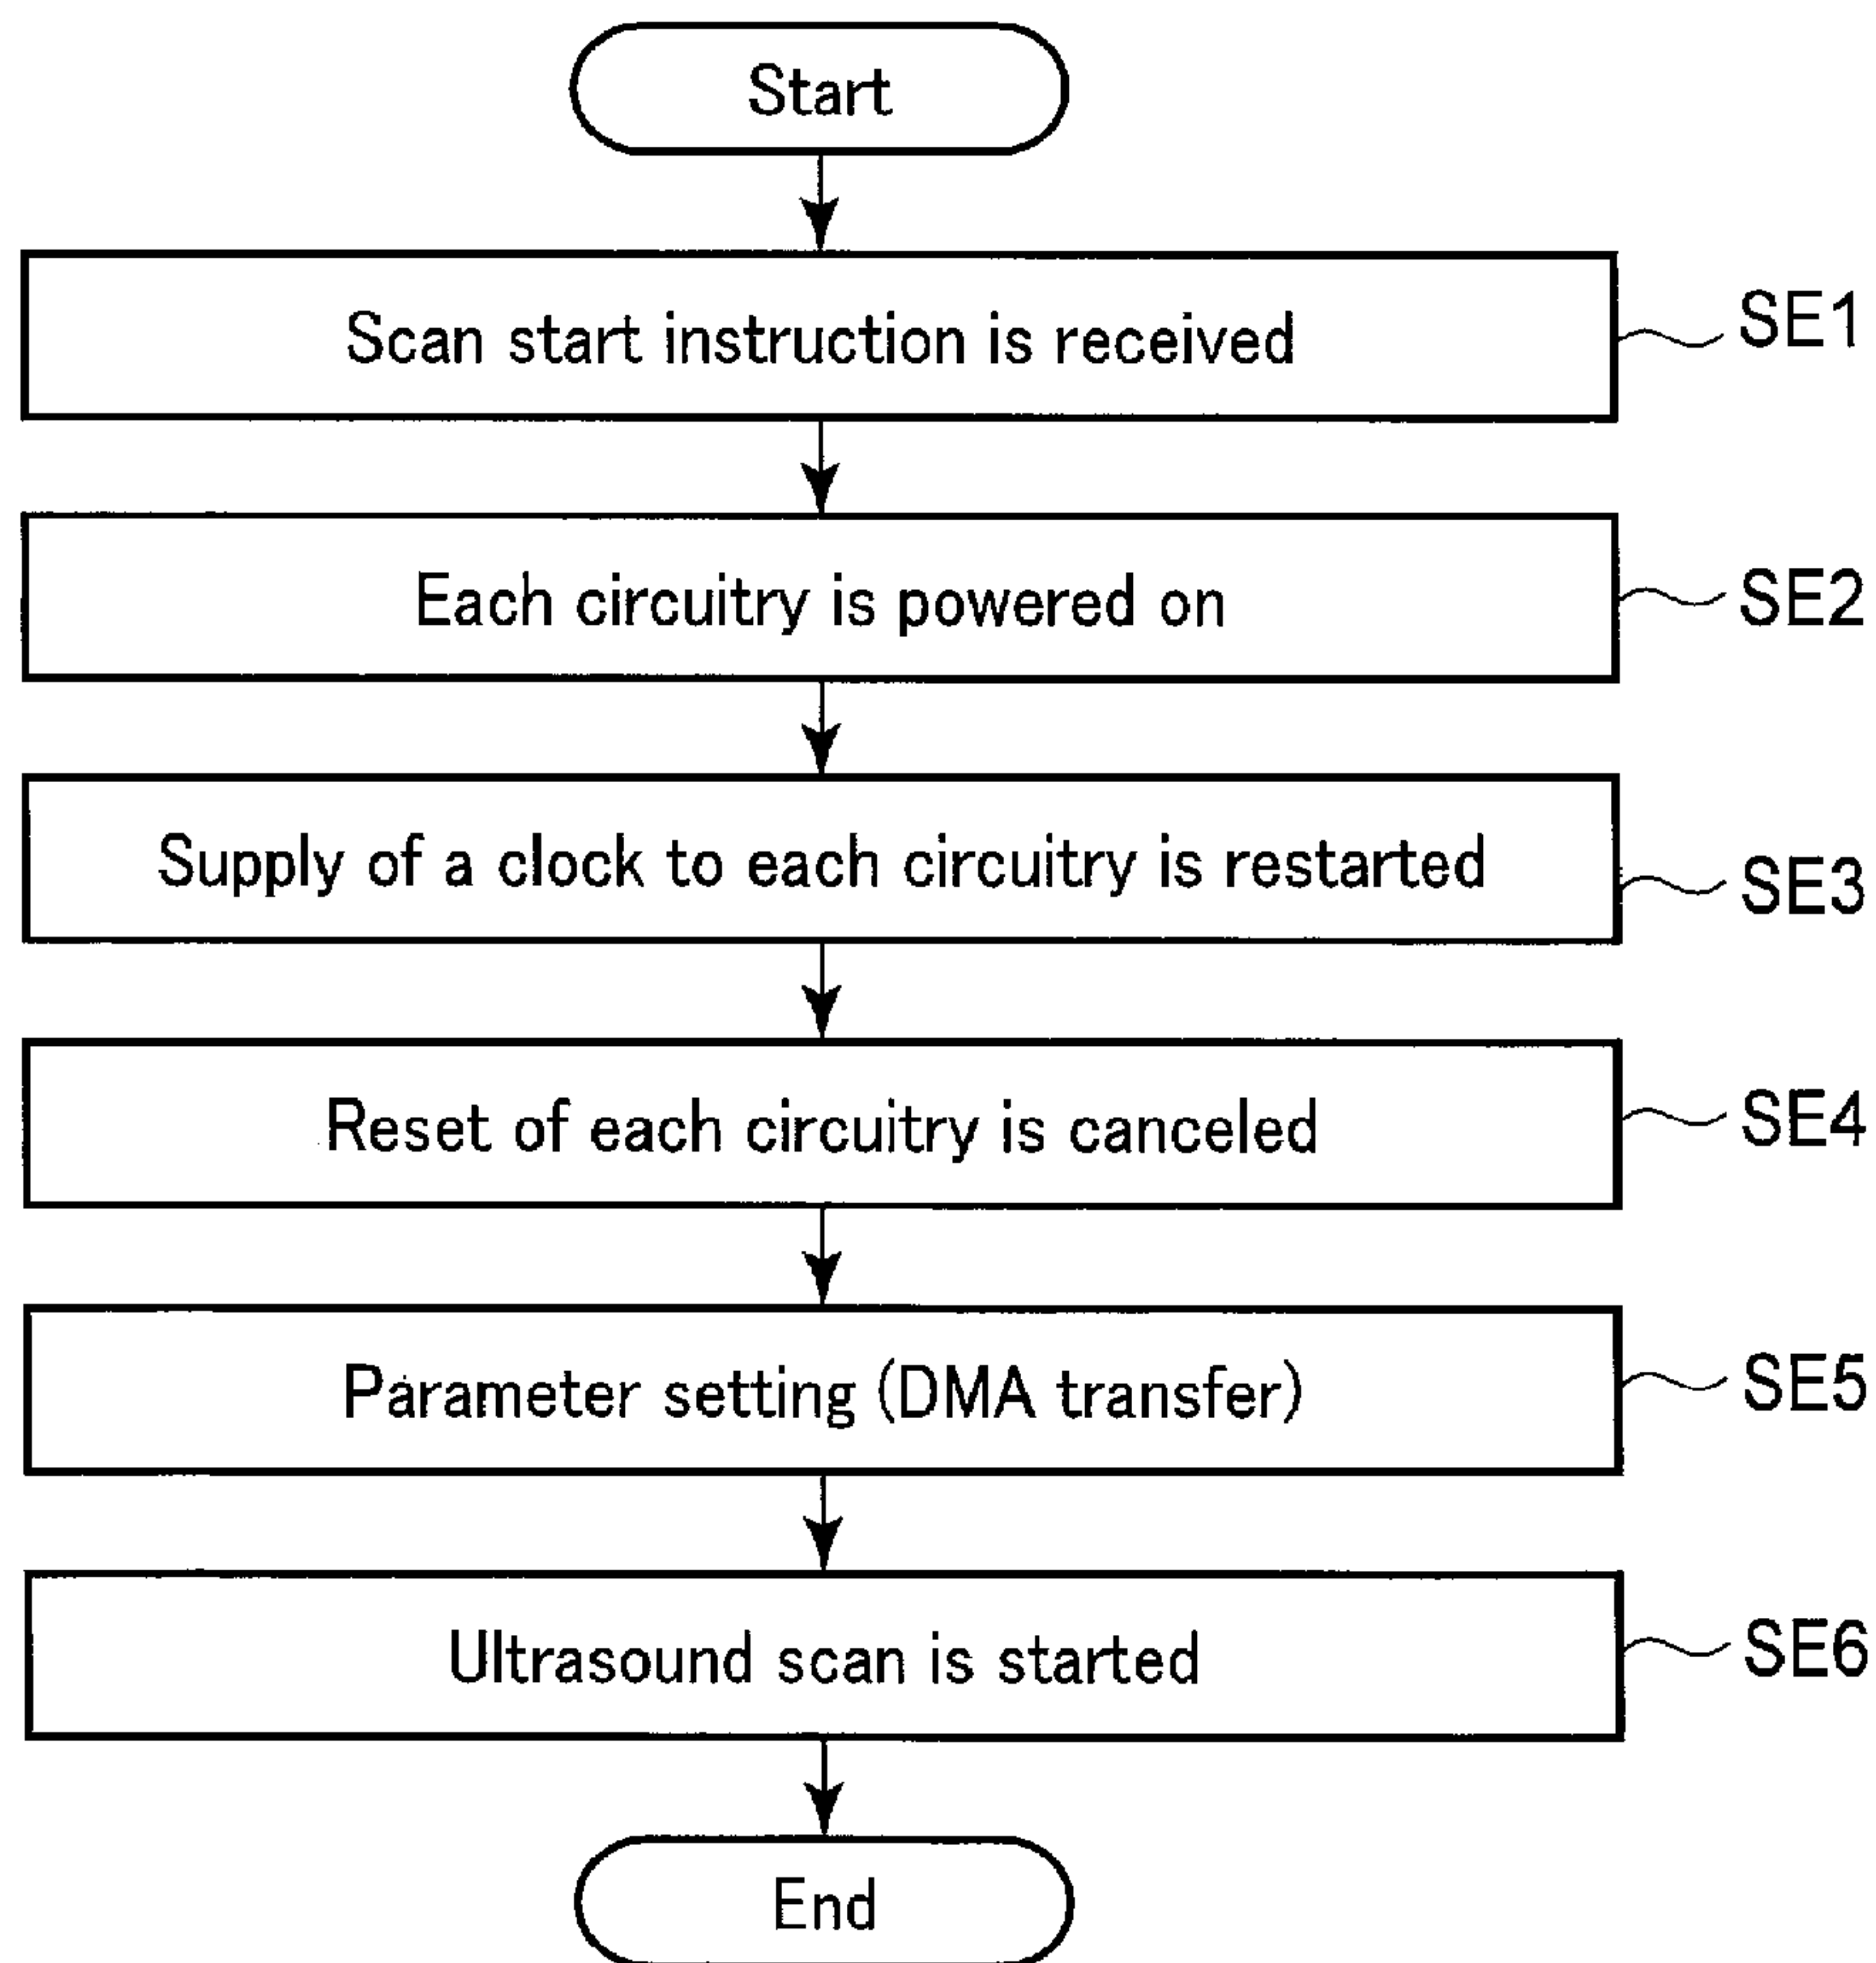 Start
Scan start instruction is received
SE1
Each circuitry is powered on
SE2
Supply of a clock to each circuitry is restarted
SE3
Reset of each circuitry is canceled
SE4
Parameter setting (DMA transfer)
SE5
Ultrasound scan is started
SE6
End